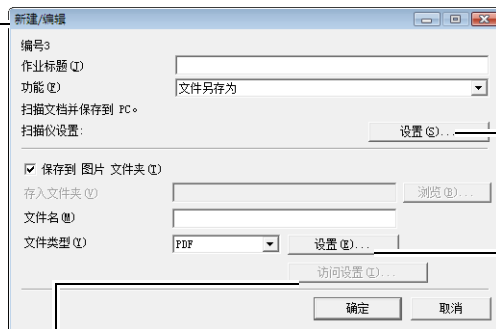 新建/编辑
编号3
作业标题(T)
功能(F) 文件另存为
扫描文档并保存到 PC。
扫描仪设置: 设置(S)...
保存到 图片 文件夹(T)
存入文件夹(V) 浏览(B)...
文件名(M)
文件类型(Y) PDF 设置(E)...
访问设置(I)...
确定 取消